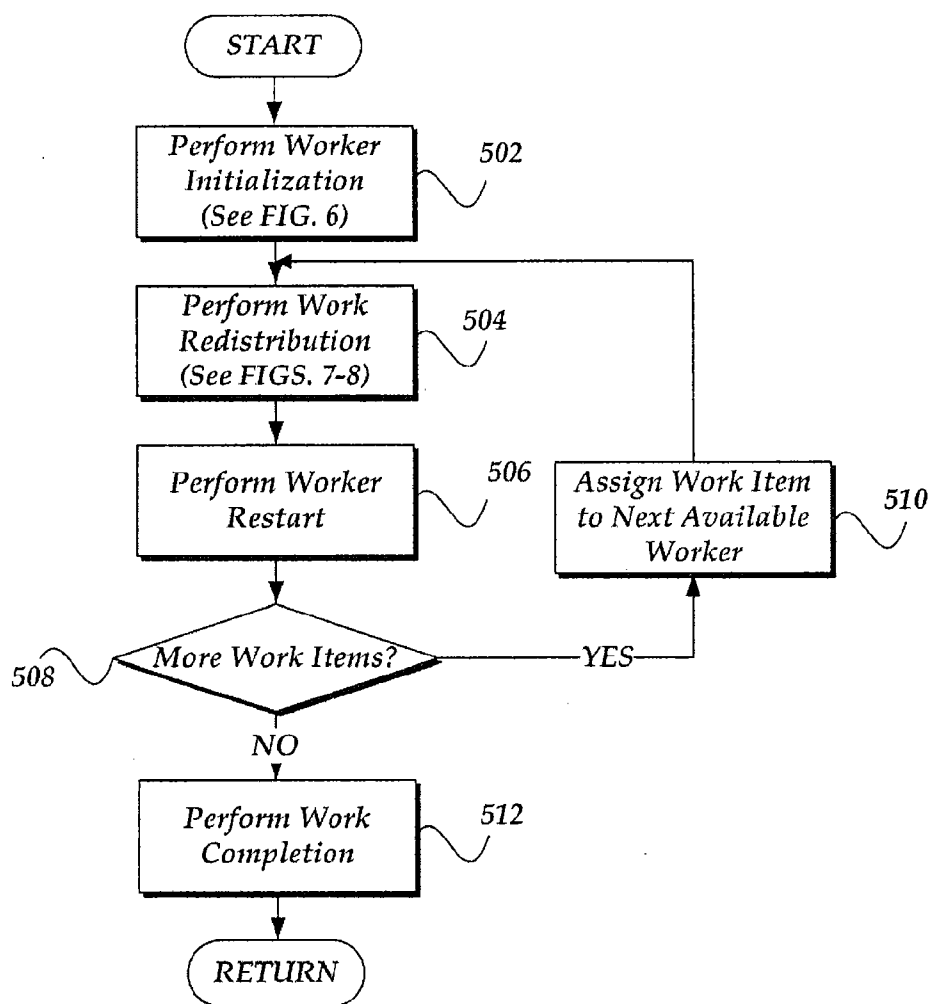 START
Perform Worker
Initialization
(See FIG. 6)
502
Perform Work
Redistribution
(See FIGS. 7-8)
504
Perform Worker
Restart
506
Assign Work Item
to Next Available
Worker
510
More Work Items?
508
YES
NO
Perform Work
Completion
512
RETURN